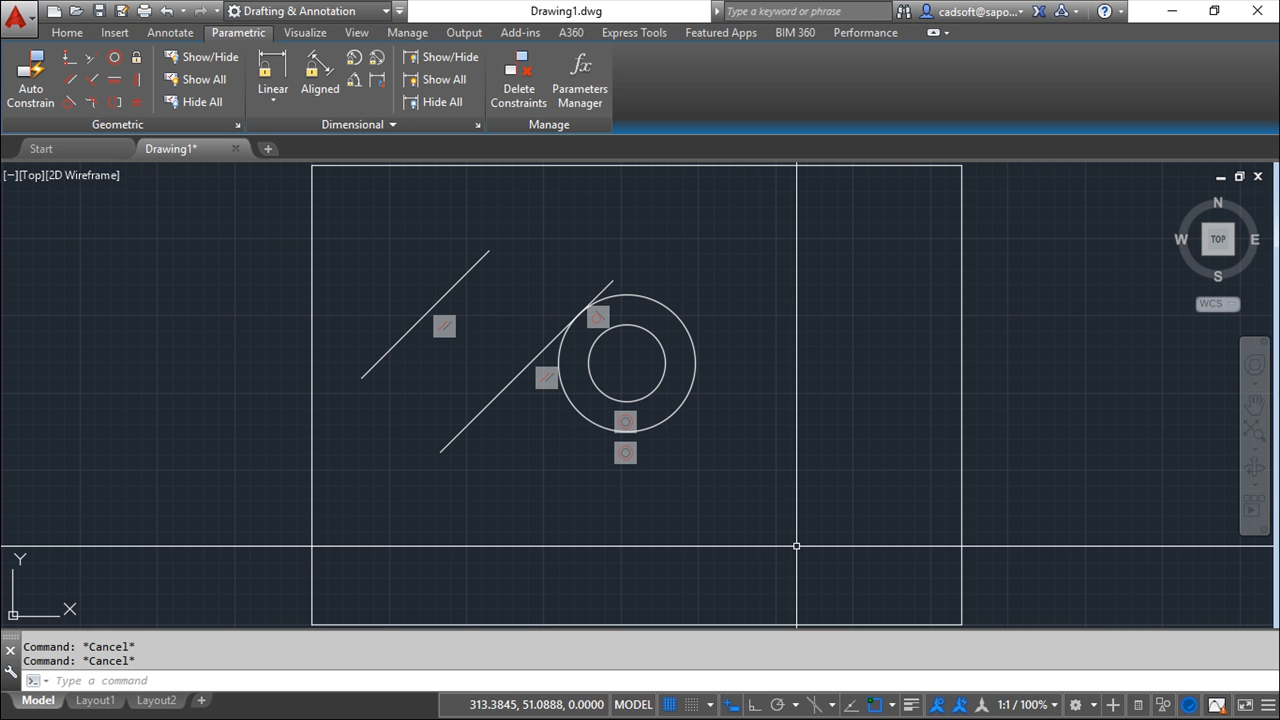 Drafting & Annotation
Drawing1.dwg
Type a keyword or phrase
cadsoft@sapo...
Home Insert Annotate Parametric Visualize View Manage Output Add-ins A360 Express Tools Featured Apps BIM 360 Performance
Auto
Constrain
Show/Hide
Show All
Hide All
Geometric
Linear
Aligned
Show/Hide
Show All
Hide All
Dimensional
Delete
Constraints
Parameters
Manager
Manage
Start
Drawing1*
[−][Top][2D Wireframe]
N
W TOP E
S
WCS
Y
X
Command: *Cancel*
Command: *Cancel*
Type a command
Model Layout1 Layout2
313.3845, 51.0888, 0.0000 MODEL 1:1 / 100%